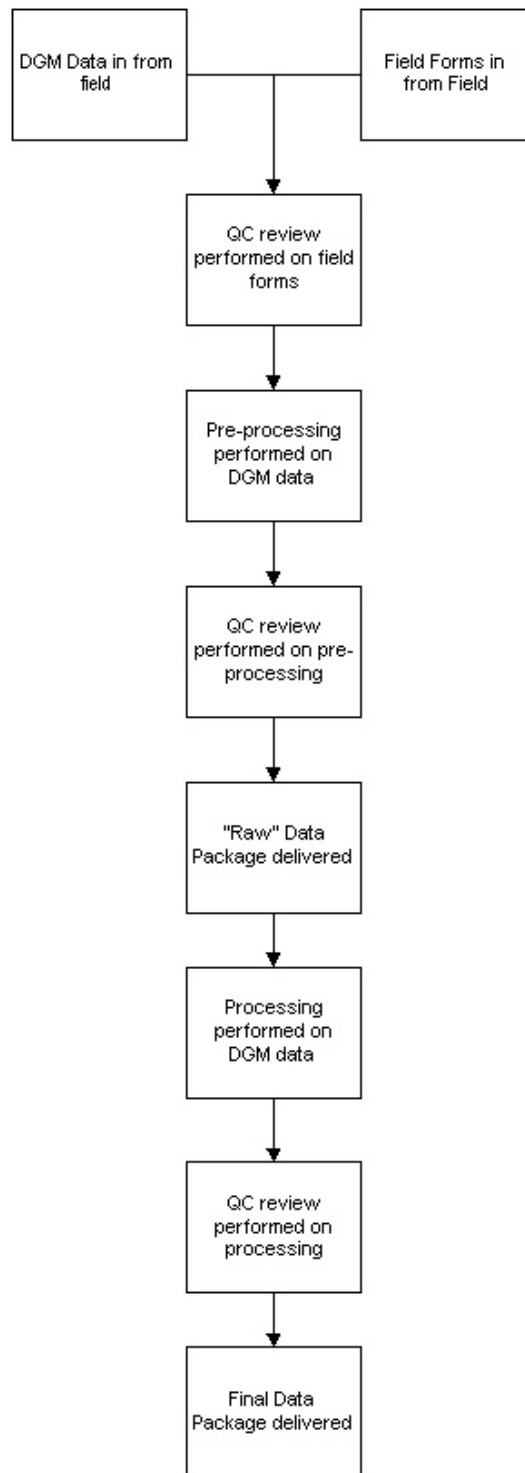 DGM Data in from
field
Field Forms in
from Field
QC review
performed on field
forms
Pre-processing
performed on
DGM data
QC review
performed on pre-
processing
"Raw" Data
Package delivered
Processing
performed on
DGM data
QC review
performed on
processing
Final Data
Package delivered